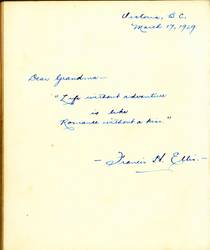 Victoria, B.C.
March 17, 1929
Dear Grandma—
"Life without adventure
is like
Romance without a kiss."
— Francis H. Ellis. —